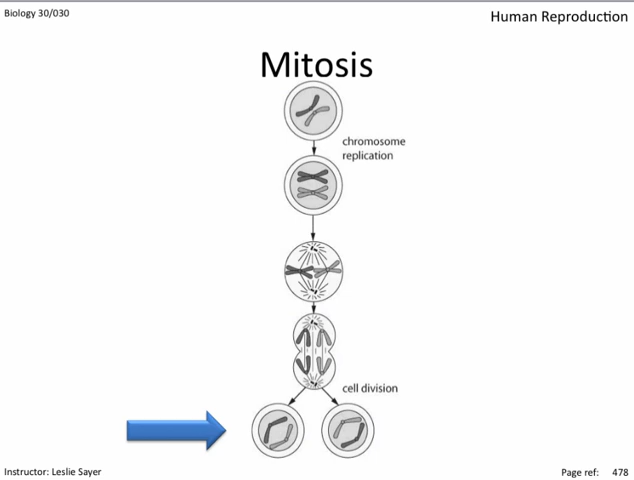 Biology 30/030
Human Reproduction
Mitosis
chromosome
replication
cell division
Instructor: Leslie Sayer
Page ref: 478